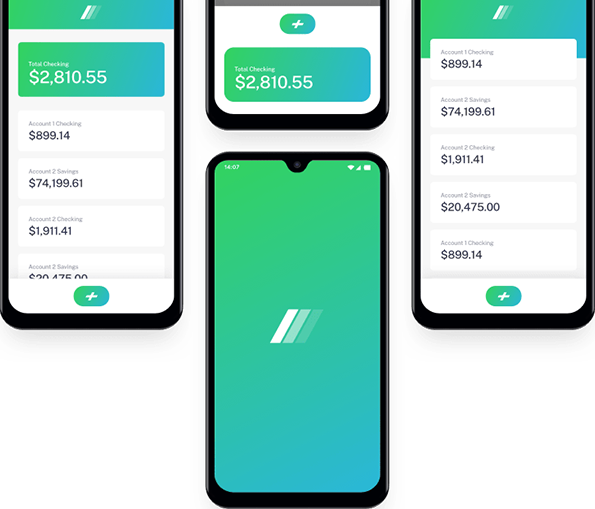 Total Checking
$2,810.55
Account 1 Checking
$899.14
Account 2 Savings
$74,199.61
Account 2 Checking
$1,911.41
Account 2 Savings
$20,475.00
Total Checking
$2,810.55
14:07
Account 1 Checking
$899.14
Account 2 Savings
$74,199.61
Account 2 Checking
$1,911.41
Account 2 Savings
$20,475.00
Account 1 Checking
$899.14